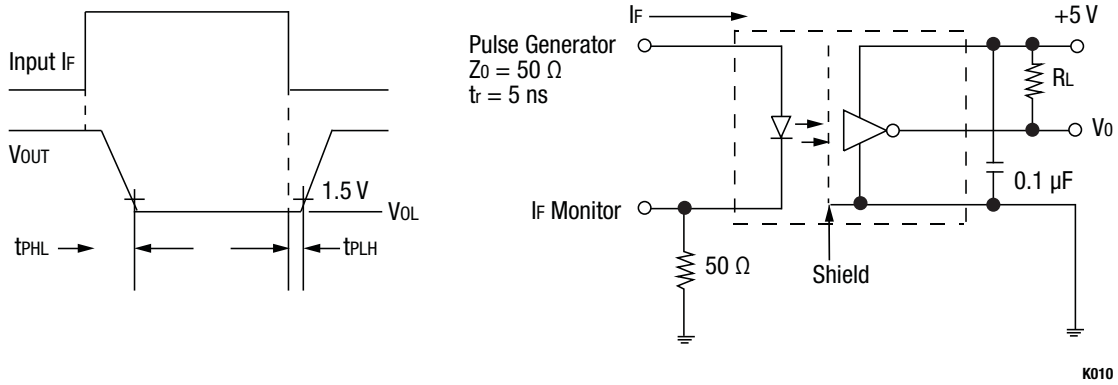 Input IF
VOUT
1.5 V
VOL
tPHL
tPLH
IF
Pulse Generator
Z0 = 50 Ω
tr = 5 ns
IF Monitor
50 Ω
Shield
+5 V
RL
V0
0.1 µF
K010